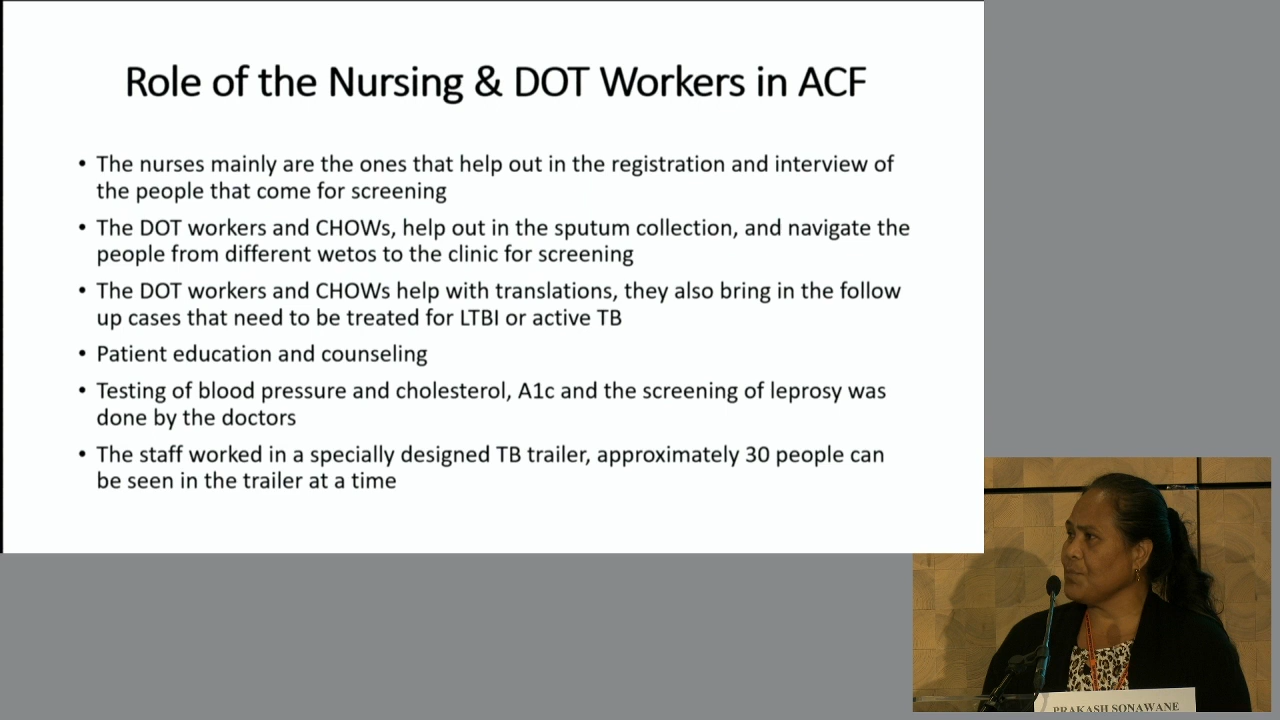 Role of the Nursing & DOT Workers in ACF
• The nurses mainly are the ones that help out in the registration and interview of
the people that come for screening
• The DOT workers and CHOWs, help out in the sputum collection, and navigate the
people from different wetos to the clinic for screening
• The DOT workers and CHOWs help with translations, they also bring in the follow
up cases that need to be treated for LTBI or active TB
• Patient education and counseling
• Testing of blood pressure and cholesterol, A1c and the screening of leprosy was
done by the doctors
• The staff worked in a specially designed TB trailer, approximately 30 people can
be seen in the trailer at a time
PRAKASH SONAWANE